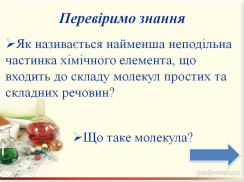 Перевіримо знання
➢Як називається найменша неподільна
частинка хімічного елемента, що
входить до складу молекул простих та
складних речовин?
➢Що таке молекула?